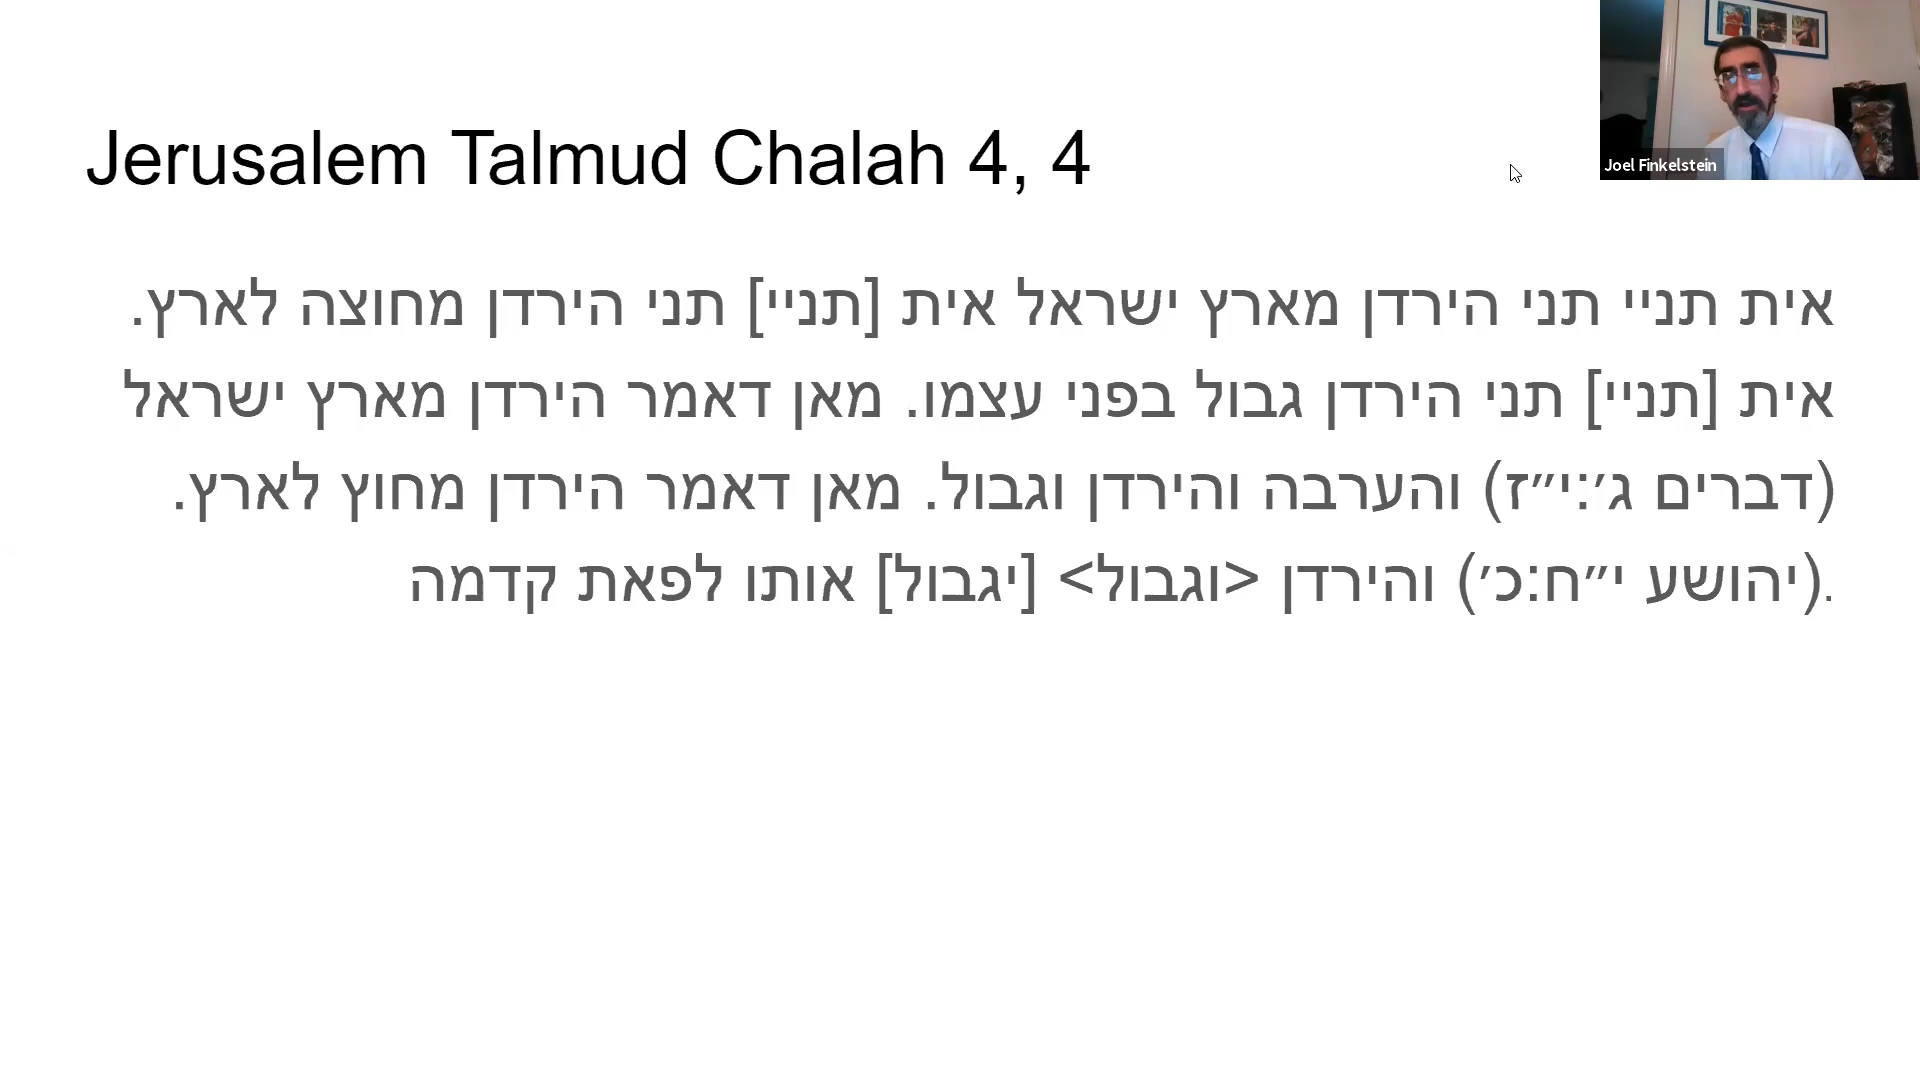 Jerusalem Talmud Chalah 4, 4
Joel Finkelstein
אית תניי תני הירדן מארץ ישראל אית [תניי] תני הירדן מחוצה לארץ.
אית [תניי] תני הירדן גבול בפני עצמו. מאן דאמר הירדן מארץ ישראל
(דברים ג׳:י״ז) והערבה והירדן וגבול. מאן דאמר הירדן מחוץ לארץ.
.(יהושע י״ח:כ׳) והירדן <וגבול> [יגבול] אותו לפאת קדמה